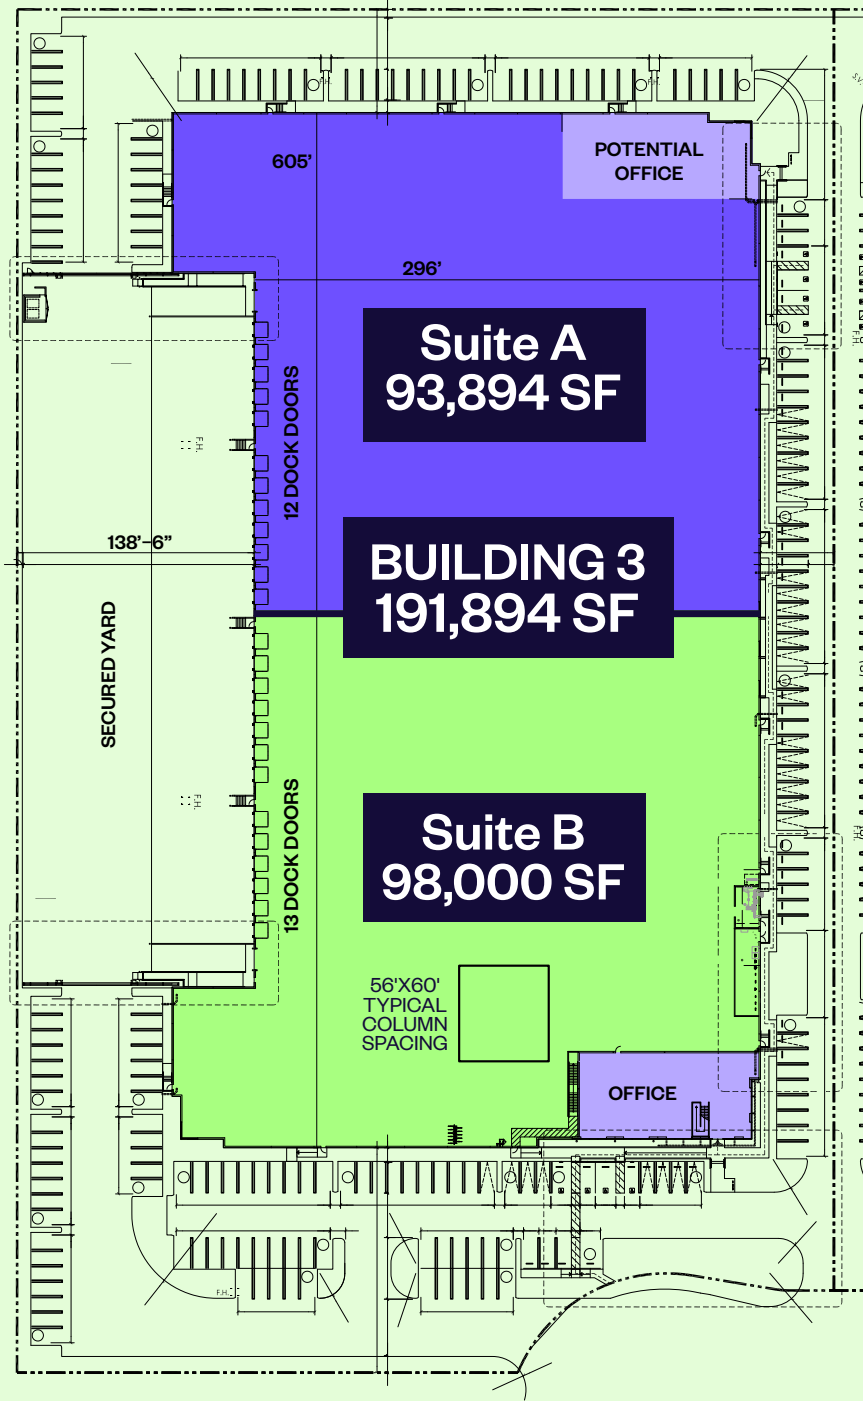 605’
POTENTIAL
OFFICE
296’
Suite A
93,894 SF
12 DOCK DOORS
F.H.
138’-6”
BUILDING 3
191,894 SF
SECURED YARD
F.H.
13 DOCK DOORS
Suite B
98,000 SF
56'X60'
TYPICAL
COLUMN
SPACING
OFFICE
F.H.
F.H.
F.H.
F.H.
F.H.